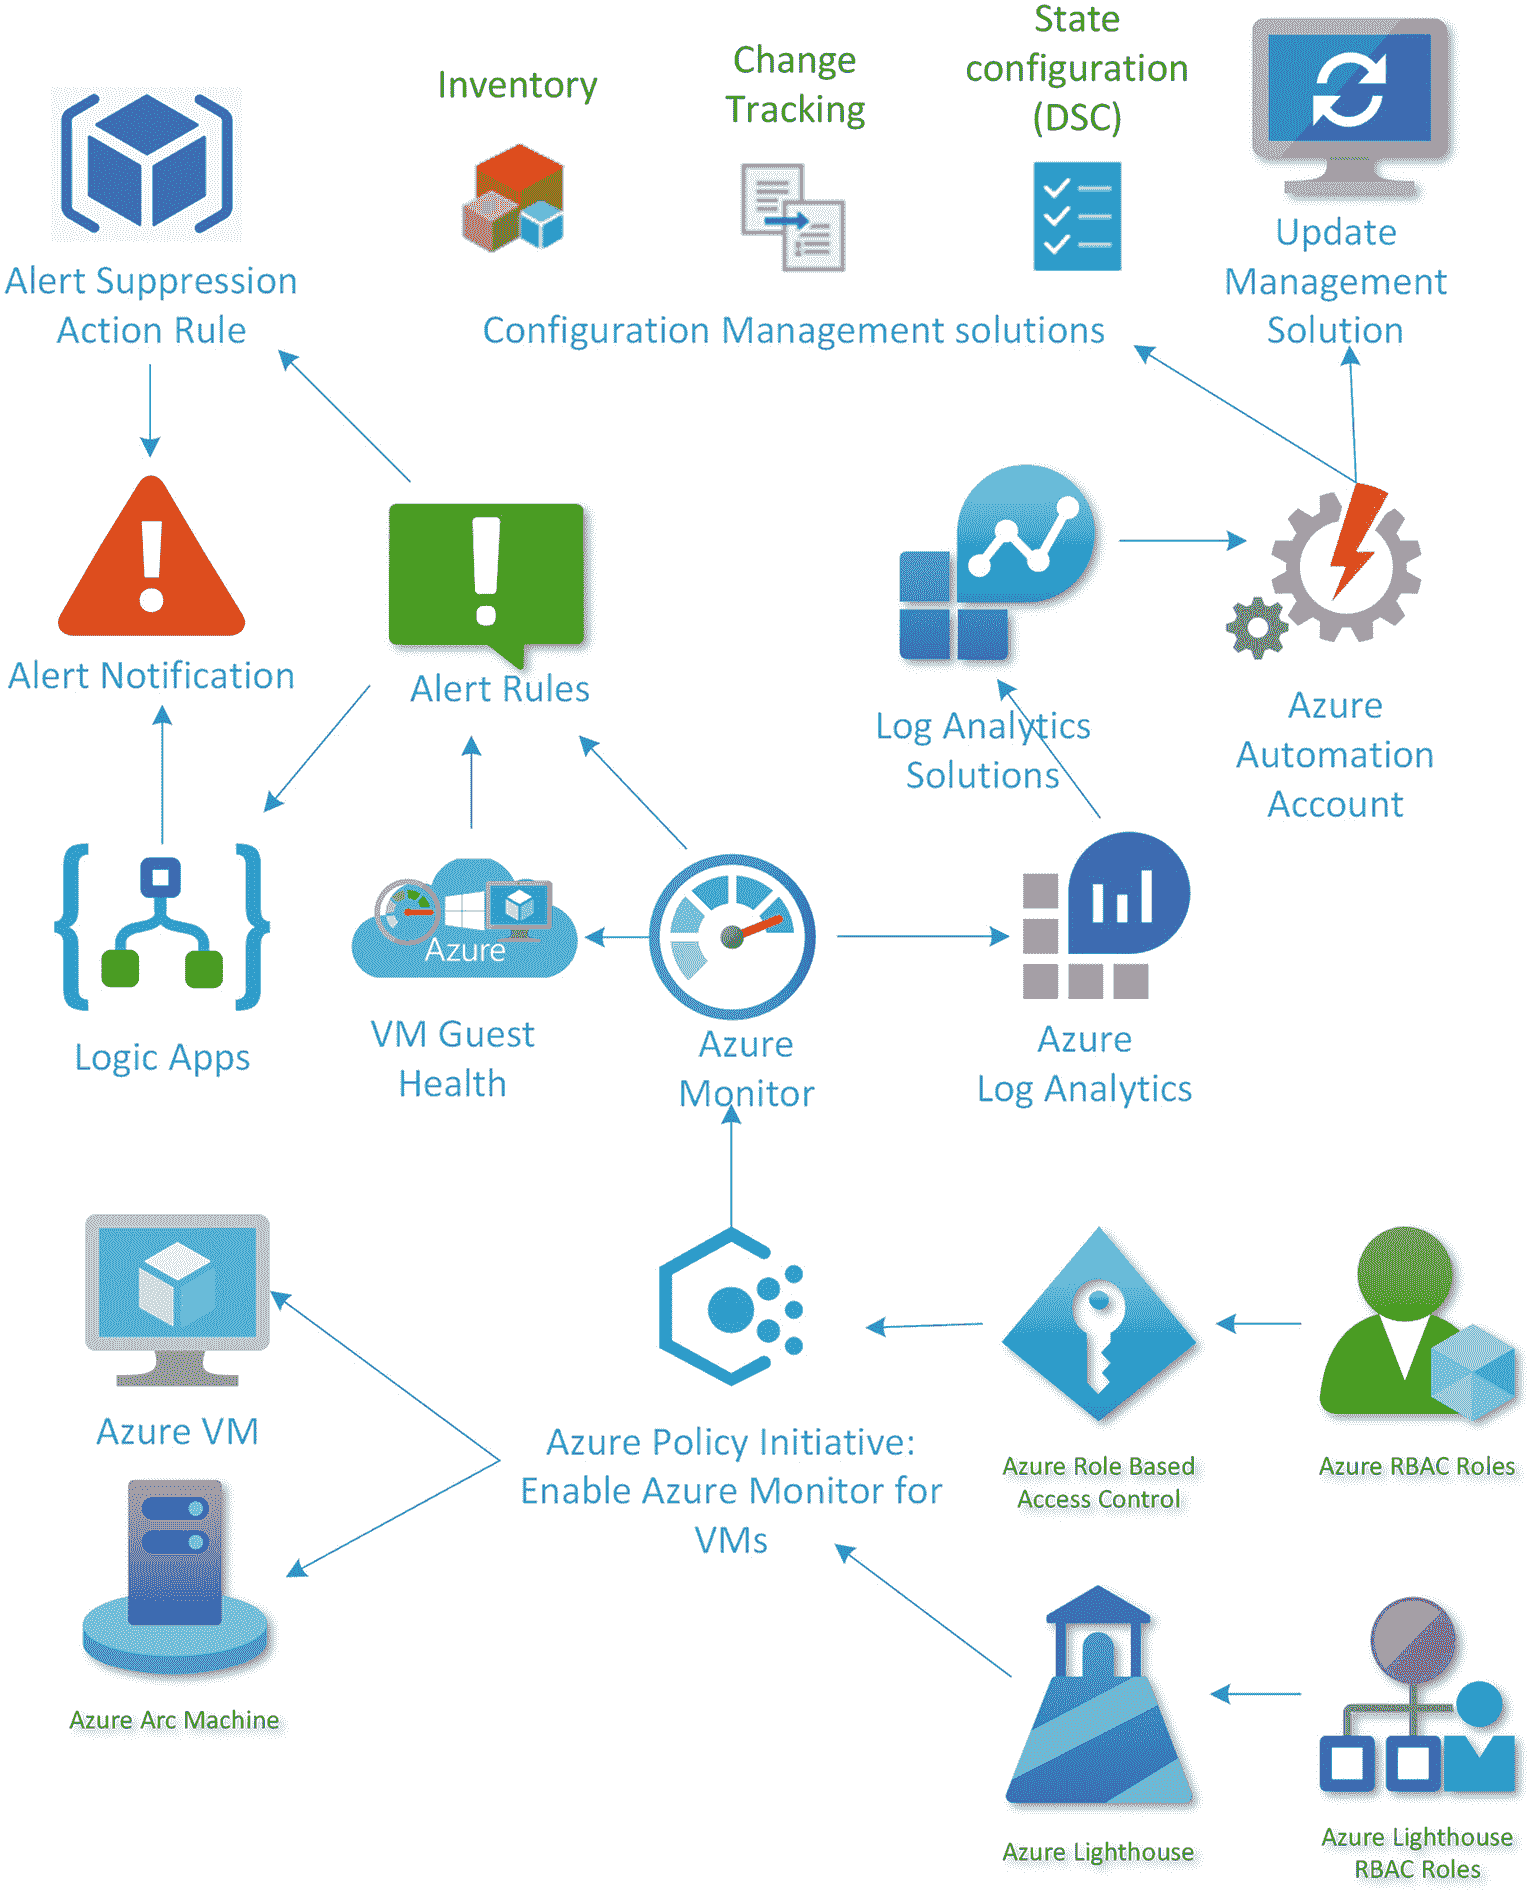 Inventory
Change
Tracking
State
configuration
(DSC)
Update
Management
Solution
Alert Suppression
Action Rule
Configuration Management solutions
Alert Notification
Alert Rules
Log Analytics
Solutions
Azure
Automation
Account
Azure
Logic Apps
VM Guest
Health
Azure
Monitor
Azure
Log Analytics
Azure VM
Azure Policy Initiative:
Enable Azure Monitor for
VMs
Azure Role Based
Access Control
Azure RBAC Roles
Azure Arc Machine
Azure Lighthouse
Azure Lighthouse
RBAC Roles